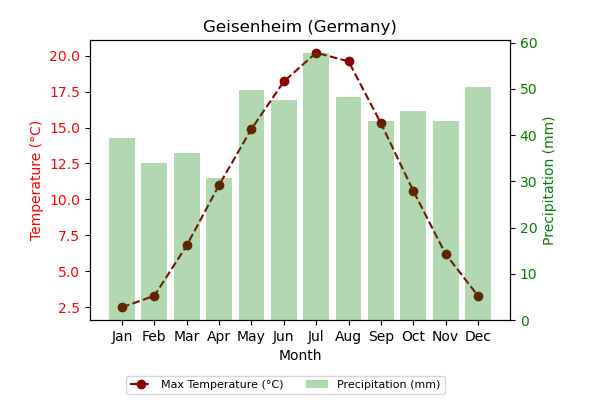 Geisenheim (Germany)
20.0
17.5
15.0
12.5
10.0
7.5
5.0
2.5
Temperature (°C)
60
50
40
30
20
10
0
Precipitation (mm)
Jan Feb Mar Apr May Jun Jul Aug Sep Oct Nov Dec
Month
Max Temperature (°C) Precipitation (mm)